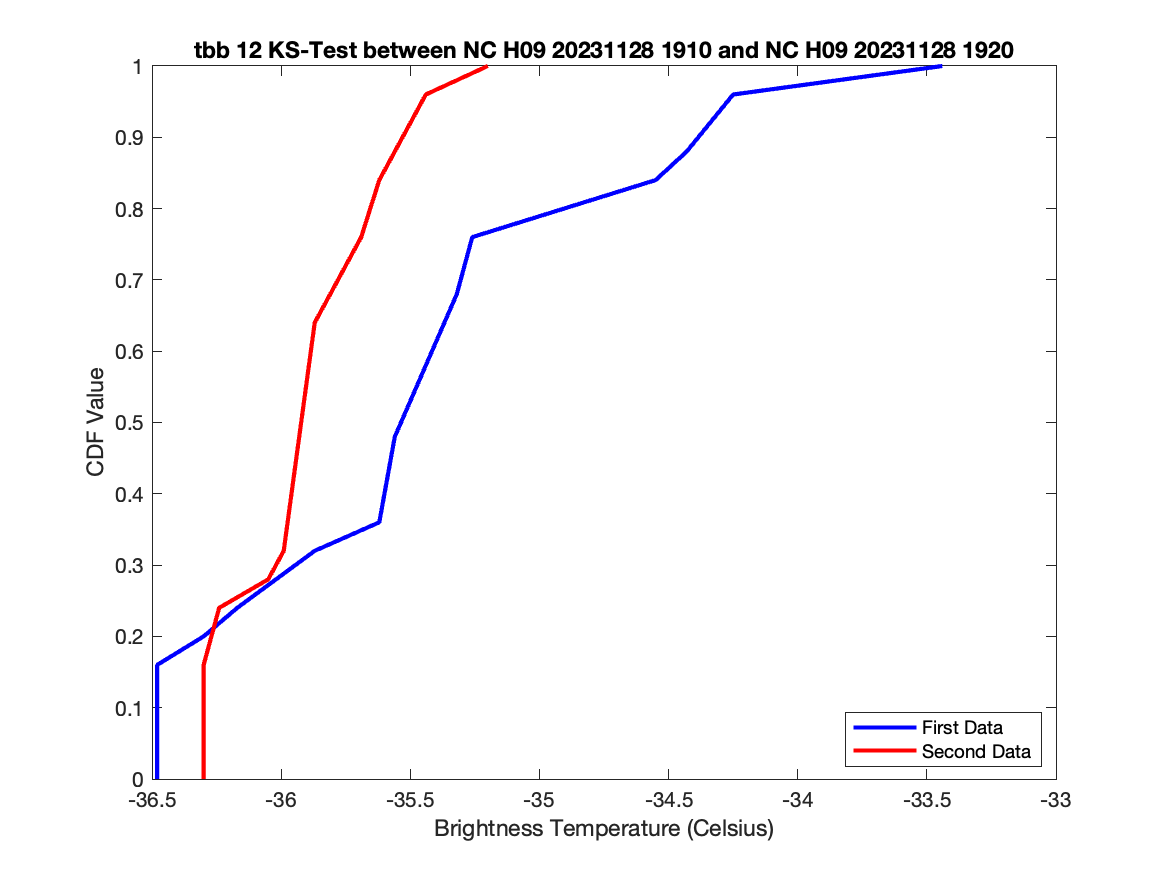 tbb 12 KS-Test between NC H09 20231128 1910 and NC H09 20231128 1920
CDF Value
1
0.9
0.8
0.7
0.6
0.5
0.4
0.3
0.2
0.1
0
-36.5 -36 -35.5 -35 -34.5 -34 -33.5 -33
Brightness Temperature (Celsius)
First Data
Second Data